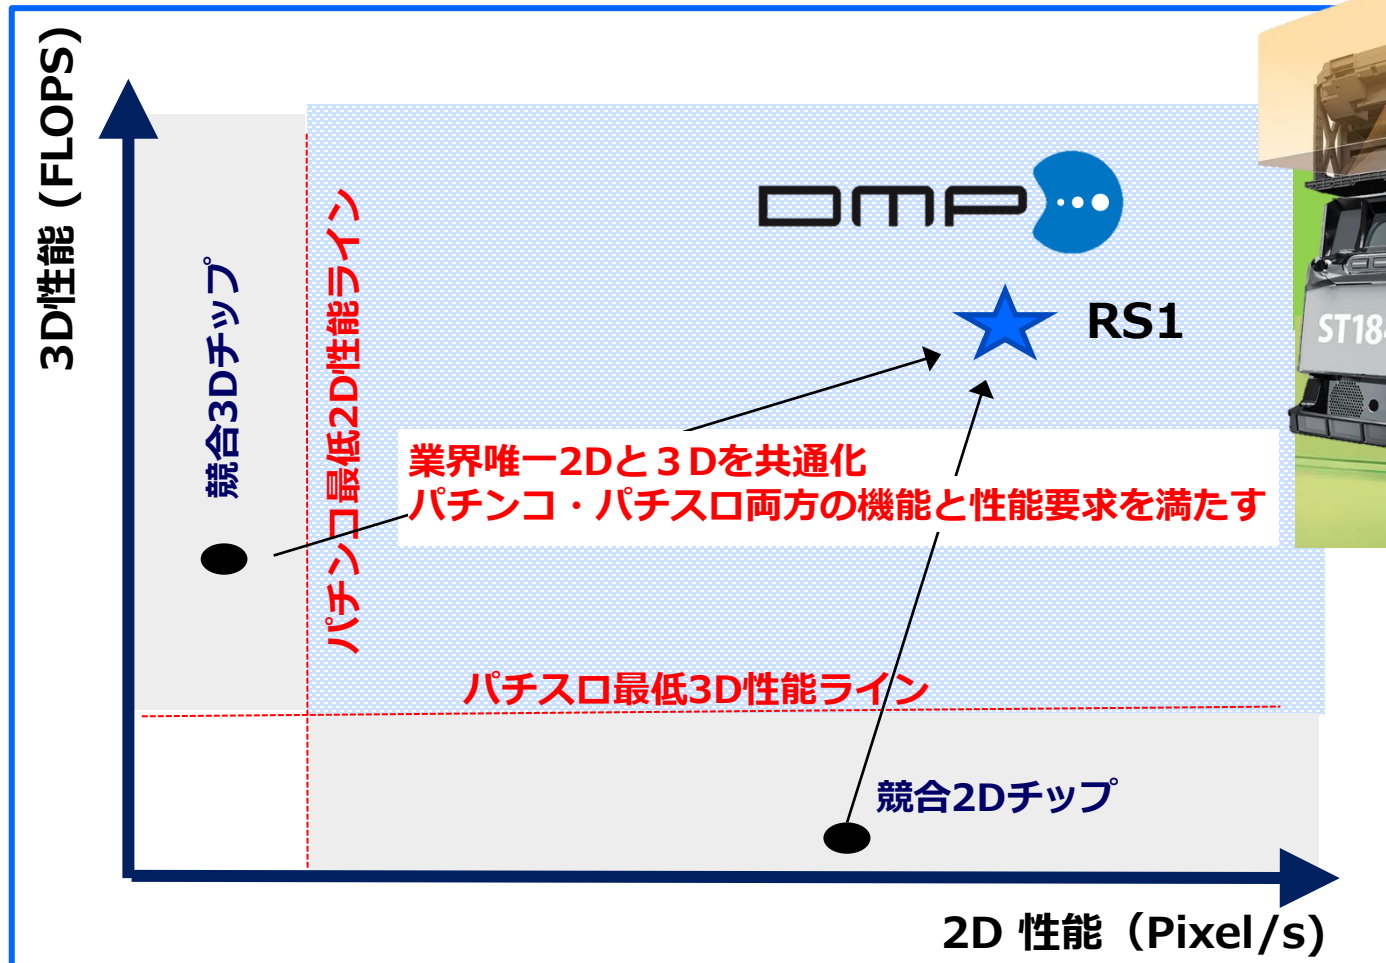 3D性能（FLOPS)
DMP
RS1
競合3Dチップ
パチンコ最低2D性能ライン
業界唯一2Dと３Dを共通化
パチンコ・パチスロ両方の機能と性能要求を満たす
パチスロ最低3D性能ライン
競合2Dチップ
2D 性能（Pixel/s)